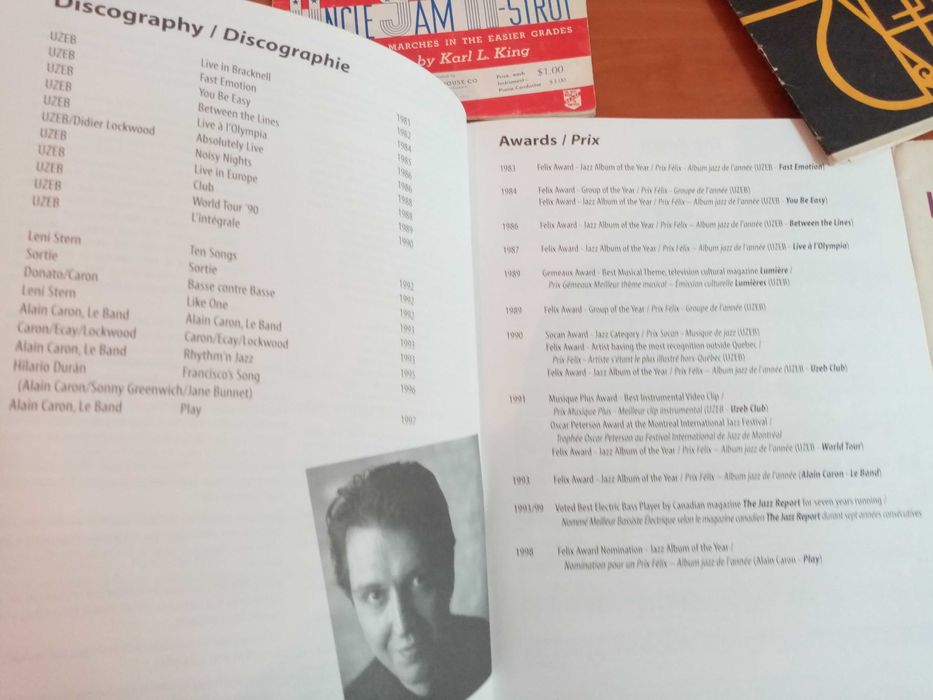 UNCLE SAM A-STRUT
MARCHES IN THE EASIER GRADES
by Karl L. King
HOUSE CO
Price, each
Instrument
$1.00
Piano, Conductor
$1.00
Discography / Discographie
UZEB
UZEB
UZEB
UZEB
UZEB
UZEB/Didier Lockwood
UZEB
UZEB
UZEB
UZEB
UZEB
Leni Stern
Sortie
Donato/Caron
Leni Stern
Alain Caron, Le Band
Caron/Ecay/Lockwood
Alain Caron, Le Band
Hilario Durán
(Alain Caron/Sonny Greenwich/Jane Bunnet)
Alain Caron, Le Band
Live in Bracknell
Fast Emotion
You Be Easy
Between the Lines
Live à l'Olympia
Absolutely Live
Noisy Nights
Live in Europe
Club
World Tour '90
L'intégrale
Ten Songs
Sortie
Basse contre Basse
Like One
Alain Caron, Le Band
Caron/Ecay/Lockwood
Rhythm'n Jazz
Francisco's Song
Play
1981
1982
1984
1985
1986
1986
1988
1988
1989
1990
1992
1992
1992
1993
1993
1993
1995
1996
1997
Awards / Prix
1983 Felix Award - Jazz Album of the Year / Prix Félix - Album jazz de l'année (UZEB - Fast Emotion)
1984 Felix Award - Group of the Year / Prix Félix - Groupe de l'année (UZEB)
Felix Award - Jazz Album of the Year / Prix Félix – Album jazz de l'année (UZEB - You Be Easy)
1986 Felix Award - Jazz Album of the Year / Prix Félix – Album jazz de l'année (UZEB - Between the Lines)
1987 Felix Award - Jazz Album of the Year / Prix Félix – Album jazz de l'année (UZEB - Live à l'Olympia)
1989 Gemeaux Award - Best Musical Theme, television cultural magazine Lumière /
Prix Gémeaux Meilleur thème musical – Émission culturelle Lumières (UZEB)
1989 Felix Award - Group of the Year / Prix Félix - Groupe de l'année (UZEB)
1990 Socan Award - Jazz Category / Prix Socan - Musique de jazz (UZEB)
Felix Award - Artist having the most recognition outside Quebec /
Prix Félix - Artiste s'étant le plus illustré hors-Québec (UZEB)
Felix Award - Jazz Album of the Year / Prix Félix – Album jazz de l'année (UZEB - Uzeb Club)
1991 Musique Plus Award - Best Instrumental Video Clip /
Prix Musique Plus - Meilleur clip instrumental (UZEB - Uzeb Club)
Oscar Peterson Award at the Montreal International Jazz Festival /
Trophée Oscar Peterson au Festival International de Jazz de Montréal
Felix Award - Jazz Album of the Year / Prix Félix – Album jazz de l'année (UZEB - World Tour)
1993 Felix Award - Jazz Album of the Year / Prix Félix – Album jazz de l'année (Alain Caron - Le Band)
1993/99 Voted Best Electric Bass Player by Canadian magazine The Jazz Report for seven years running /
Nommé Meilleur Bassiste Électrique selon le magazine canadien The Jazz Report durant sept années consécutives
1998 Felix Award Nomination - Jazz Album of the Year /
Nomination pour un Prix Félix – Album jazz de l'année (Alain Caron - Play)